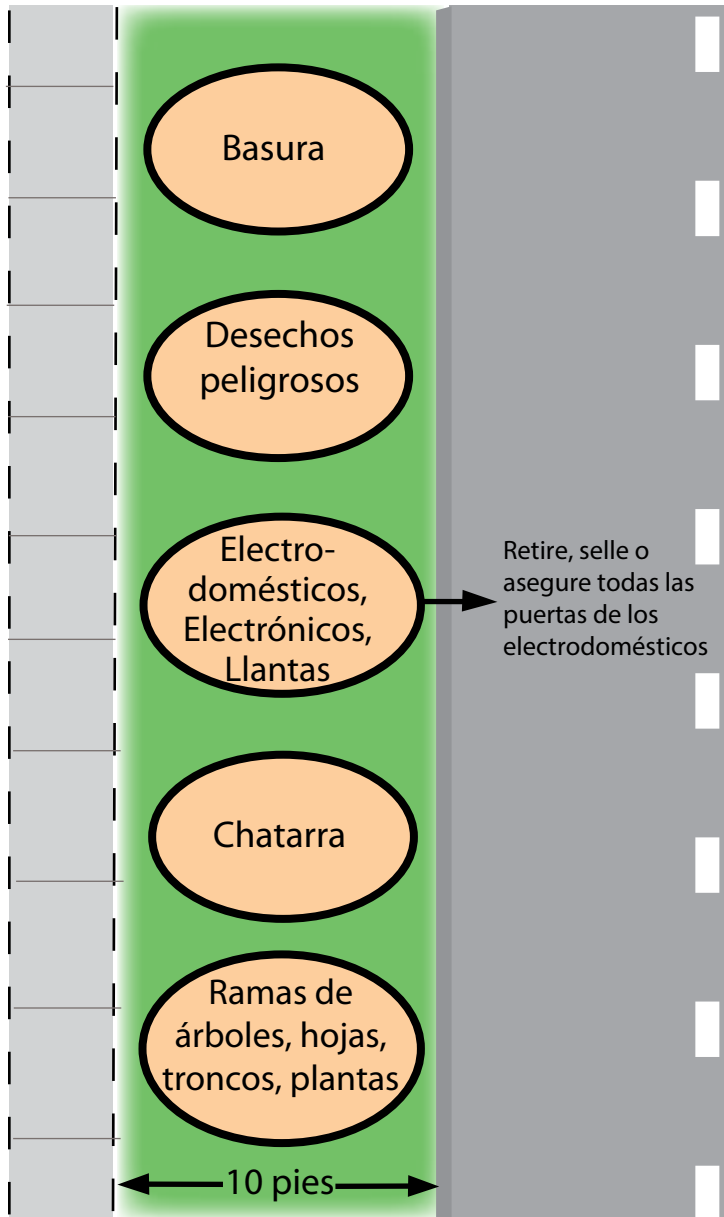 Basura
Desechos
peligrosos
Electro-
domésticos,
Electrónicos,
Llantas
Retire, selle o
asegure todas las
puertas de los
electrodomésticos
Chatarra
Ramas de
árboles, hojas,
troncos, plantas
10 pies